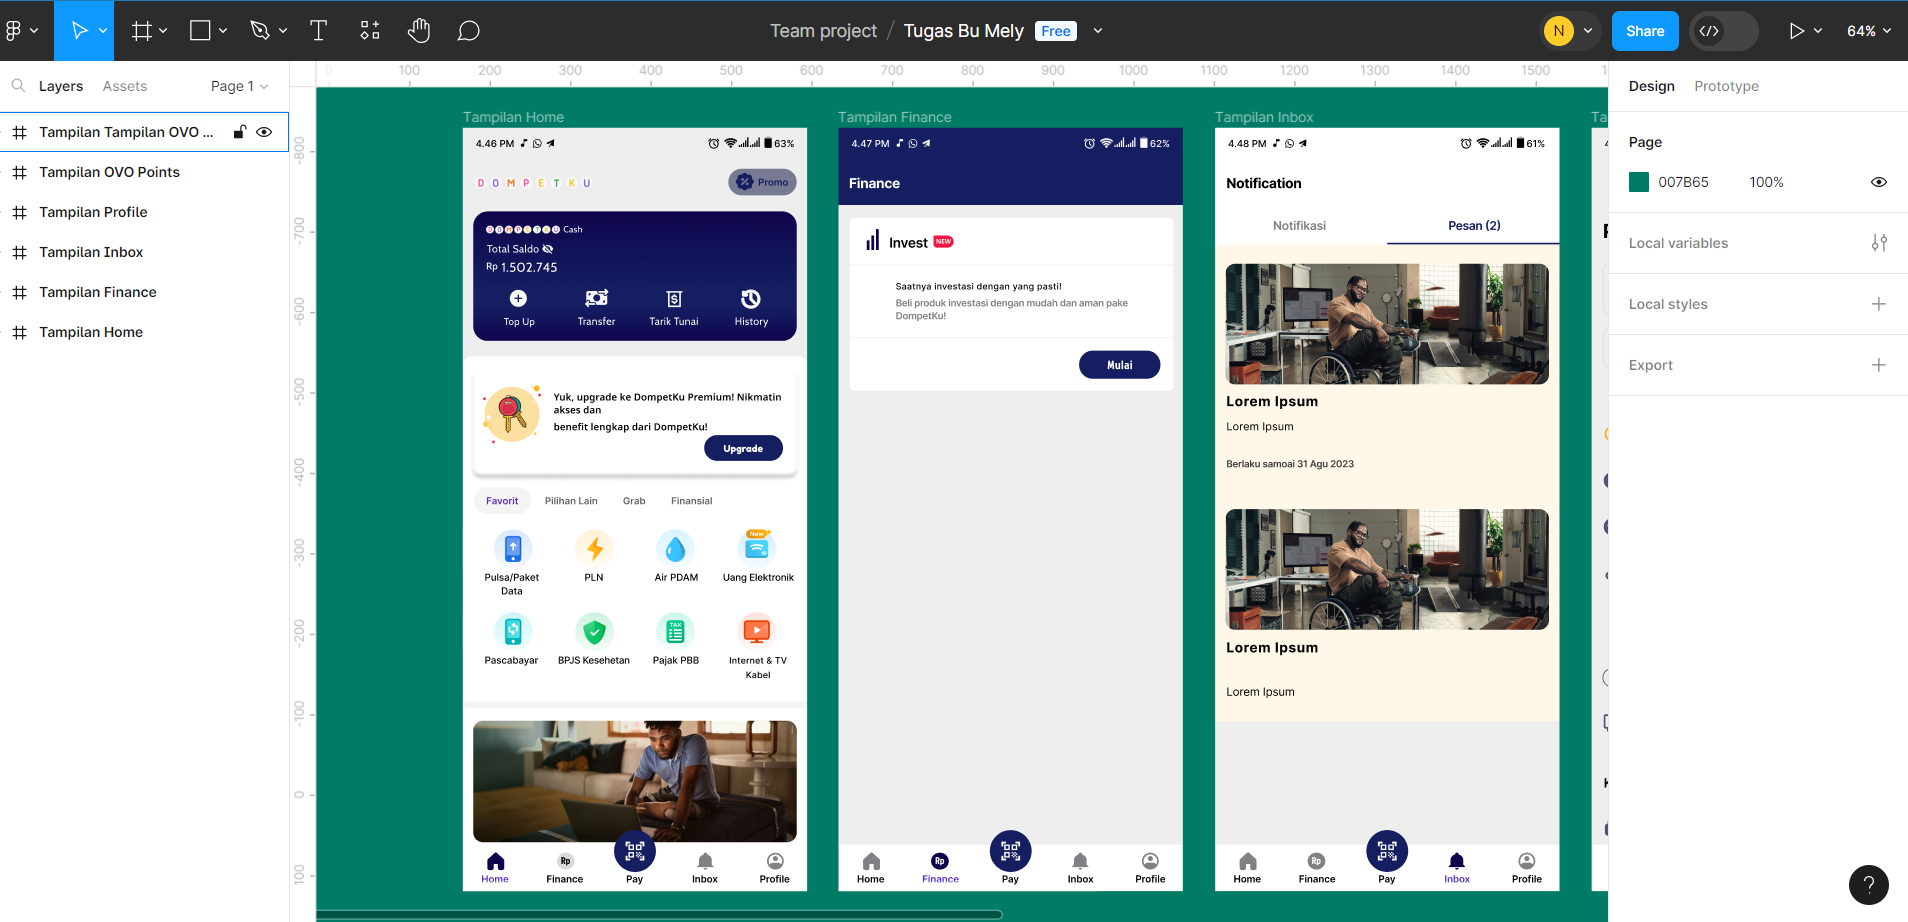 Team project / Tugas Bu Mely Free
N
Share
64%
Layers
Assets
Page 1
Tampilan Tampilan OVO ...
Tampilan OVO Points
Tampilan Profile
Tampilan Inbox
Tampilan Finance
Tampilan Home
0 100 200 300 400 500 600 700 800 900 1000 1100 1200 1300 1400 1500
-800
-700
-600
-500
-400
-300
-200
-100
0
100
Tampilan Home
4.46 PM
63%
DOMPETKU
Promo
DOMPETKU Cash
Total Saldo
Rp 1.502.745
Top Up
Transfer
Tarik Tunai
History
Yuk, upgrade ke DompetKu Premium! Nikmatin
akses dan
benefit lengkap dari DompetKu!
Upgrade
Favorit
Pilihan Lain
Grab
Finansial
New
Pulsa/Paket
Data
PLN
Air PDAM
Uang Elektronik
TAX
Pascabayar
BPJS Kesehetan
Pajak PBB
Internet & TV
Kabel
Rp
Home
Finance
Pay
Inbox
Profile
Tampilan Finance
4.47 PM
62%
Finance
Invest NEW
Saatnya investasi dengan yang pasti!
Beli produk investasi dengan mudah dan aman pake
DompetKu!
Mulai
Rp
Home
Finance
Pay
Inbox
Profile
Tampilan Inbox
4.48 PM
61%
Notification
Notifikasi
Pesan (2)
Lorem Ipsum
Lorem Ipsum
Berlaku samoai 31 Agu 2023
Lorem Ipsum
Lorem Ipsum
Rp
Home
Finance
Pay
Inbox
Profile
Ta
Design
Prototype
Page
007B65
100%
Local variables
Local styles
Export
?